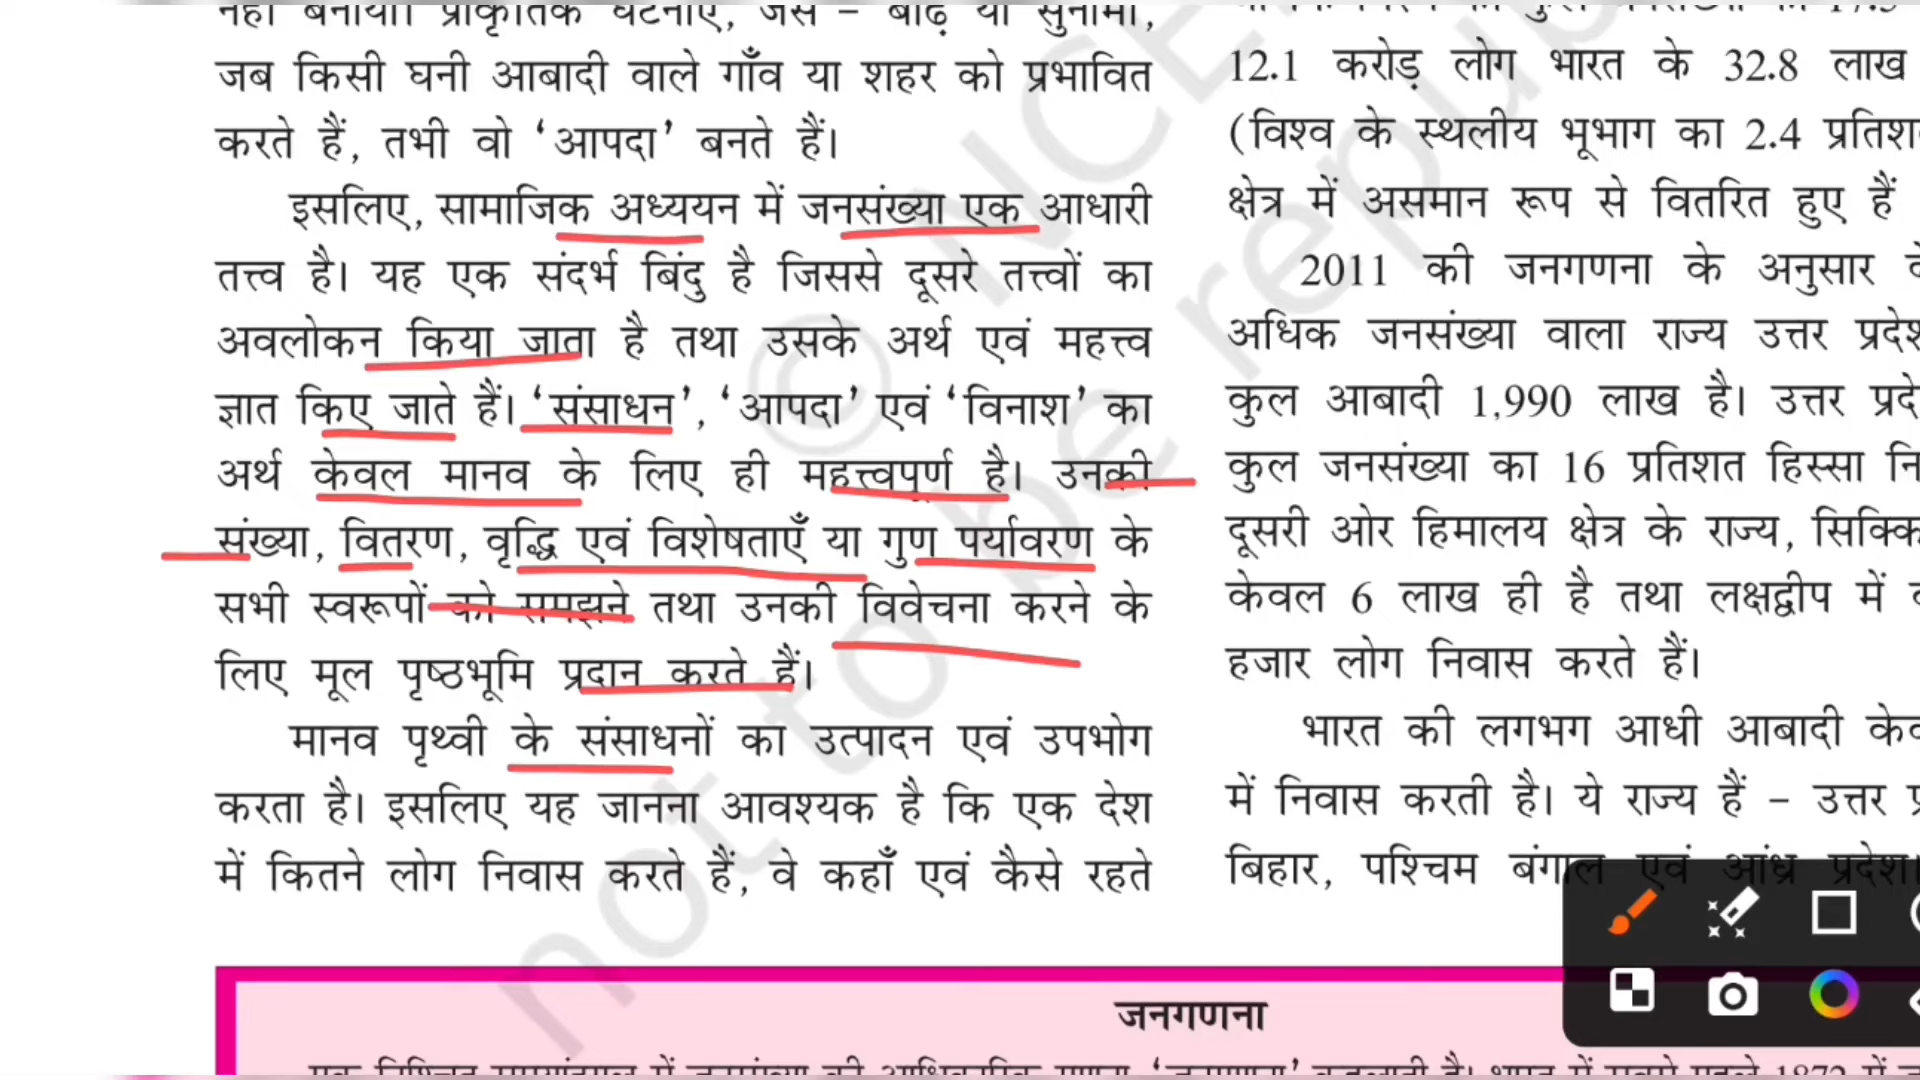 नहीं बनाया। प्राकृतिक घटनाएँ, जैसे – बाढ़ या सुनामी,
जब किसी घनी आबादी वाले गाँव या शहर को प्रभावित
करते हैं, तभी वो ‘आपदा’ बनते हैं।
इसलिए, सामाजिक अध्ययन में जनसंख्या एक आधारी
तत्त्व है। यह एक संदर्भ बिंदु है जिससे दूसरे तत्त्वों का
अवलोकन किया जाता है तथा उसके अर्थ एवं महत्त्व
ज्ञात किए जाते हैं। ‘संसाधन’, ‘आपदा’ एवं ‘विनाश’ का
अर्थ केवल मानव के लिए ही महत्त्वपूर्ण है। उनकी
संख्या, वितरण, वृद्धि एवं विशेषताएँ या गुण पर्यावरण के
सभी स्वरूपों को समझने तथा उनकी विवेचना करने के
लिए मूल पृष्ठभूमि प्रदान करते हैं।
मानव पृथ्वी के संसाधनों का उत्पादन एवं उपभोग
करता है। इसलिए यह जानना आवश्यक है कि एक देश
में कितने लोग निवास करते हैं, वे कहाँ एवं कैसे रहते
12.1 करोड़ लोग भारत के 32.8 लाख
(विश्व के स्थलीय भूभाग का 2.4
क्षेत्र में असमान रूप से वितरित हुए हैं
2011 की जनगणना के अनुसार
अधिक जनसंख्या वाला राज्य उत्तर
कुल आबादी 1,990 लाख है। उत्तर
कुल जनसंख्या का 16 प्रतिशत हिस्सा
दूसरी ओर हिमालय क्षेत्र के राज्य,
केवल 6 लाख ही है तथा लक्षद्वीप में
हजार लोग निवास करते हैं।
भारत की लगभग आधी आबादी
में निवास करती है। ये राज्य हैं – उत्तर
बिहार, पश्चिम बंगाल एवं आंध्र प्रदेश।
जनगणना
© NCE
not to be repub